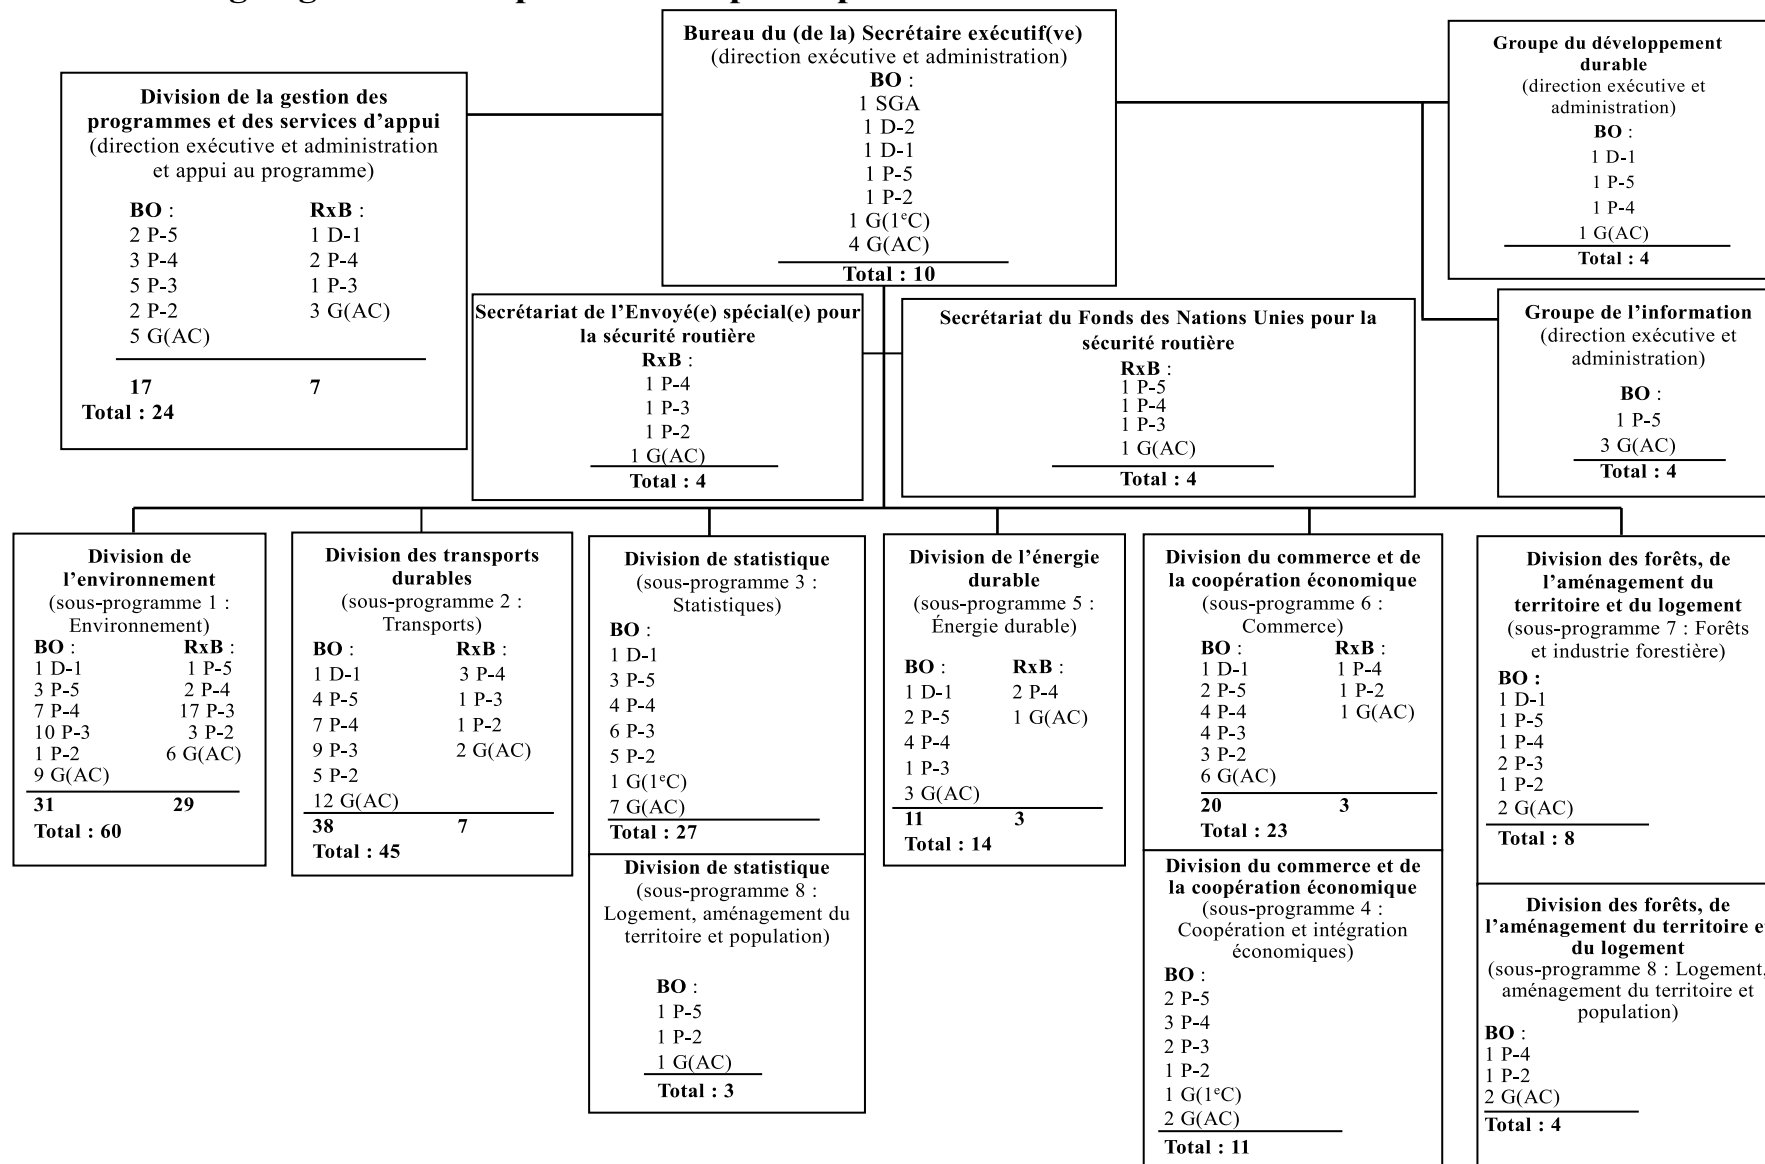 Bureau du (de la) Secrétaire exécutif(ve)
(direction exécutive et administration)
BO :
1 SGA
1 D-2
1 D-1
1 P-5
1 P-2
1 G(1eC)
4 G(AC)
Total : 10
Division de la gestion des
programmes et des services d’appui
(direction exécutive et administration
et appui au programme)
BO : RxB :
2 P-5 1 D-1
3 P-4 2 P-4
5 P-3 1 P-3
2 P-2 3 G(AC)
5 G(AC)
17 7
Total : 24
Groupe du développement
durable
(direction exécutive et
administration)
BO :
1 D-1
1 P-5
1 P-4
1 G(AC)
Total : 4
Secrétariat de l’Envoyé(e) spécial(e) pour
la sécurité routière
RxB :
1 P-4
1 P-3
1 P-2
1 G(AC)
Total : 4
Secrétariat du Fonds des Nations Unies pour la
sécurité routière
RxB :
1 P-5
1 P-4
1 P-3
1 G(AC)
Total : 4
Groupe de l’information
(direction exécutive et
administration)
BO :
1 P-5
3 G(AC)
Total : 4
Division de
l’environnement
(sous-programme 1 :
Environnement)
BO : RxB :
1 D-1 1 P-5
3 P-5 2 P-4
7 P-4 17 P-3
10 P-3 3 P-2
1 P-2 6 G(AC)
9 G(AC)
31 29
Total : 60
Division des transports
durables
(sous-programme 2 :
Transports)
BO : RxB :
1 D-1 3 P-4
4 P-5 1 P-3
7 P-4 1 P-2
9 P-3 2 G(AC)
5 P-2
12 G(AC)
38 7
Total : 45
Division de statistique
(sous-programme 3 :
Statistiques)
BO :
1 D-1
3 P-5
4 P-4
6 P-3
5 P-2
1 G(1eC)
7 G(AC)
Total : 27
Division de statistique
(sous-programme 8 :
Logement, aménagement du
territoire et population)
BO :
1 P-5
1 P-2
1 G(AC)
Total : 3
Division de l’énergie
durable
(sous-programme 5 :
Énergie durable)
BO : RxB :
1 D-1 2 P-4
2 P-5 1 G(AC)
4 P-4
1 P-3
3 G(AC)
11 3
Total : 14
Division du commerce et de
la coopération économique
(sous-programme 6 :
Commerce)
BO : RxB :
1 D-1 1 P-4
2 P-5 1 P-2
4 P-4 1 G(AC)
4 P-3
3 P-2
6 G(AC)
20 3
Total : 23
Division du commerce et de
la coopération économique
(sous-programme 4 :
Coopération et intégration
économiques)
BO :
2 P-5
3 P-4
2 P-3
1 P-2
1 G(1eC)
2 G(AC)
Total : 11
Division des forêts, de
l’aménagement du
territoire et du logement
(sous-programme 7 : Forêts
et industrie forestière)
BO :
1 D-1
1 P-5
1 P-4
2 P-3
1 P-2
2 G(AC)
Total : 8
Division des forêts, de
l’aménagement du territoire et
du logement
(sous-programme 8 : Logement,
aménagement du territoire et
population)
BO :
1 P-4
1 P-2
2 G(AC)
Total : 4